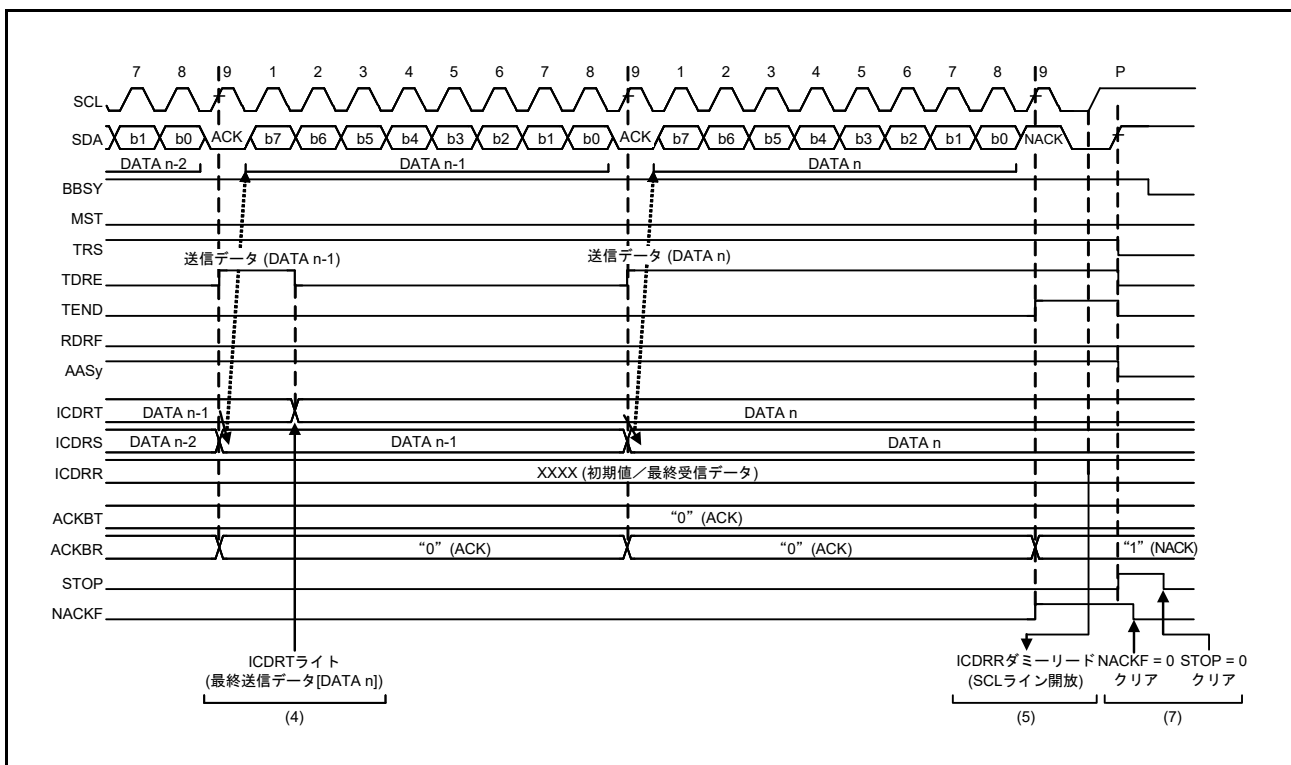 7 8 9 1 2 3 4 5 6 7 8 9 1 2 3 4 5 6 7 8 9 P
SCL
SDA b1 b0 ACK b7 b6 b5 b4 b3 b2 b1 b0 ACK b7 b6 b5 b4 b3 b2 b1 b0 NACK
DATA n-2 DATA n-1 DATA n
BBSY
MST
TRS
送信データ (DATA n-1) 送信データ (DATA n)
TDRE
TEND
RDRF
AASy
ICDRT DATA n-1 DATA n
ICDRS DATA n-2 DATA n-1 DATA n
ICDRR XXXX (初期値／最終受信データ)
ACKBT “0” (ACK)
ACKBR “0” (ACK) “0” (ACK) “1” (NACK)
STOP
NACKF
ICDRTライト
(最終送信データ[DATA n])
(4)
ICDRRダミーリード
(SCLライン開放)
(5)
NACKF = 0
クリア
STOP = 0
クリア
(7)